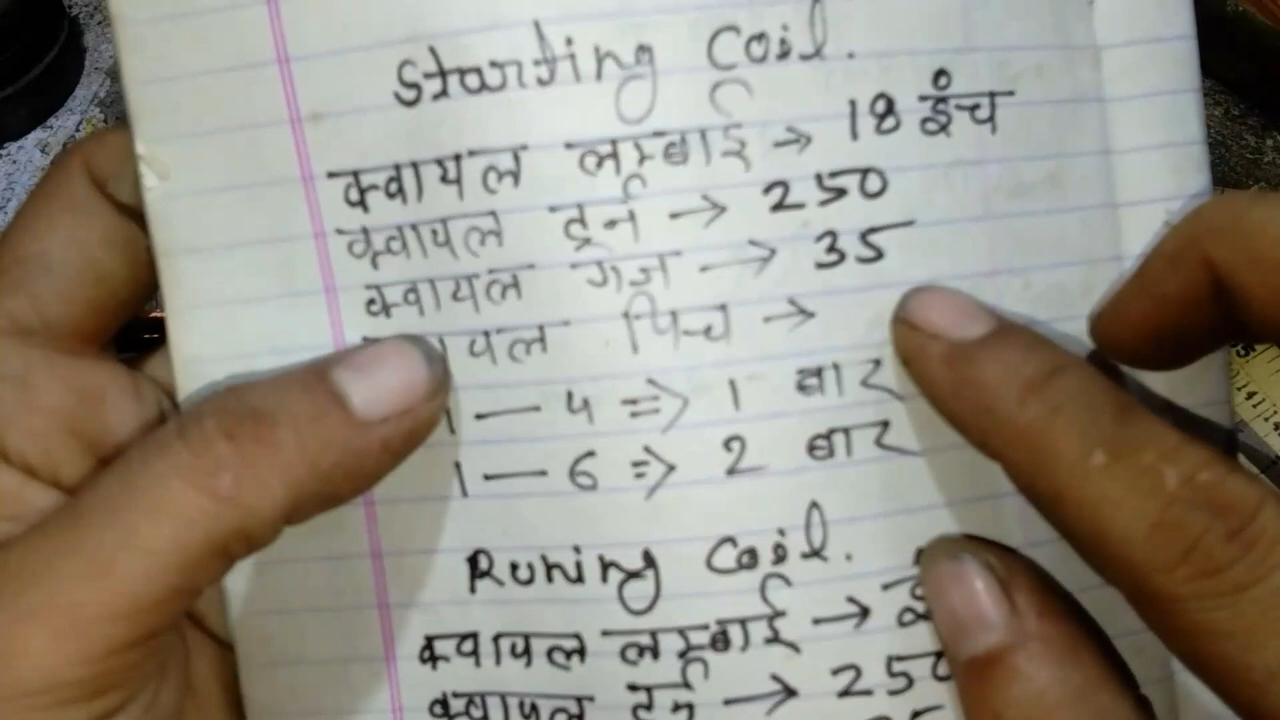 Starting Coil.
क्वायल लम्बाई → 18 इंच
क्वायल टर्न → 250
क्वायल गेज → 35
पिच →
1 — 4 => 1 बार
1 — 6 => 2 बार
Runing Coil.
क्वायल लम्बाई →
क्वायल टर्न → 250